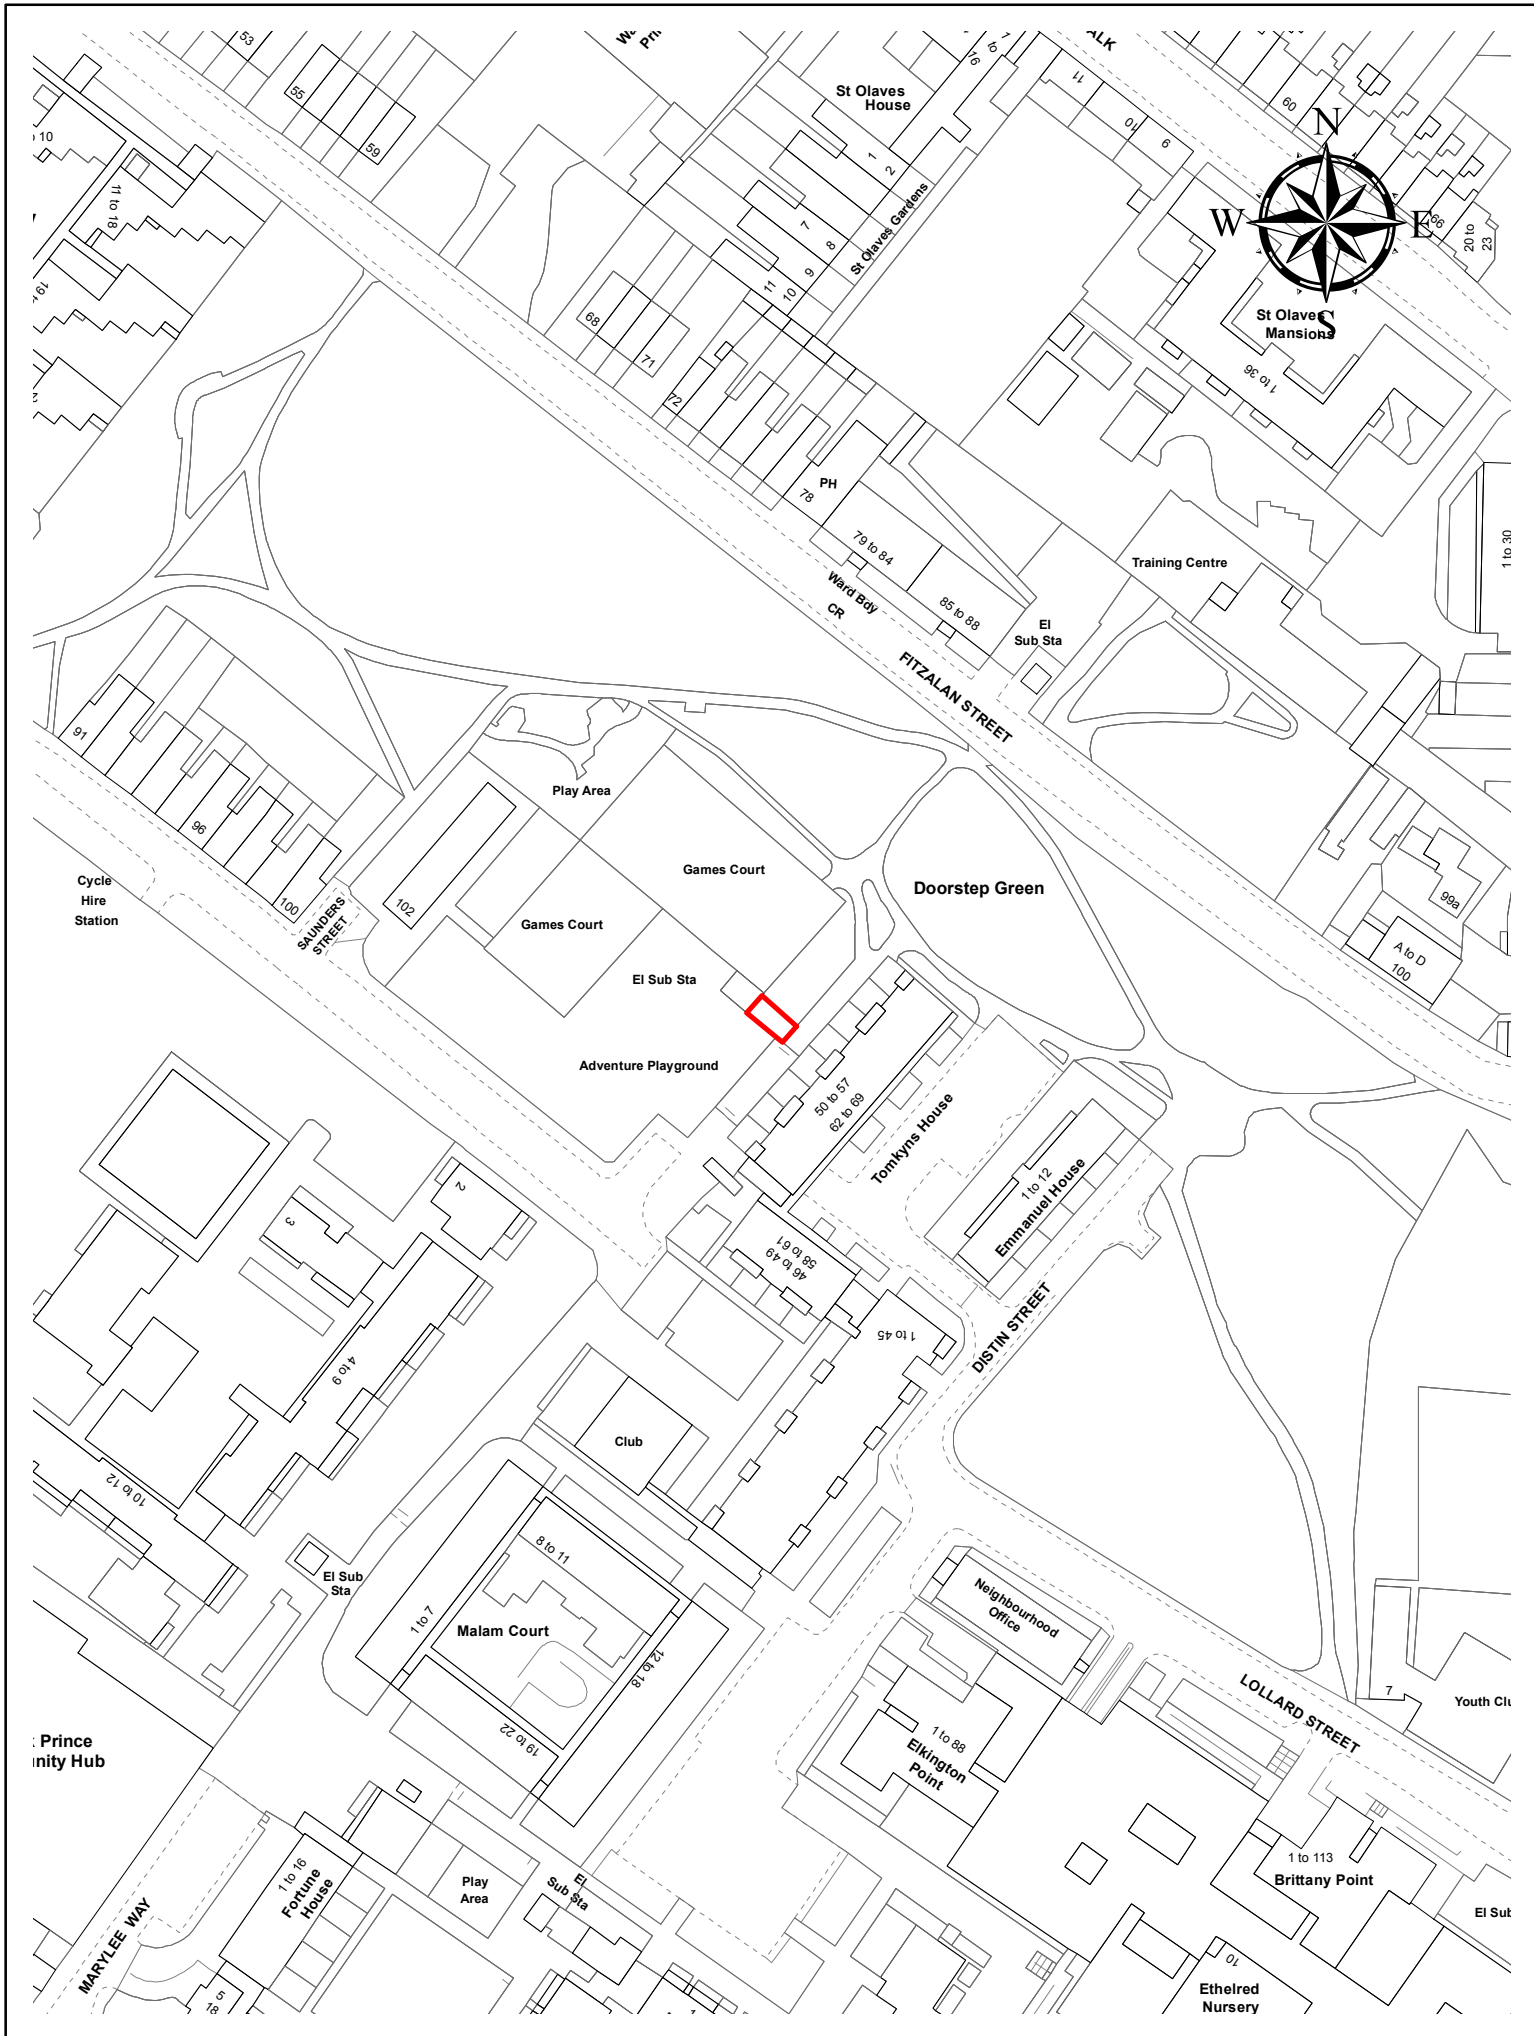 53
55
59
11 to 18
St Olaves
House
16
to
1
2
7
8
9
10
11
St Olaves Gardens
11
10
9
60
66
20 to
23
N
W
E
S
St Olaves
Mansions
1 to 36
68
71
72
PH
78
79 to 84
85 to 88
Ward Bdy
CR
FITZALAN STREET
El
Sub Sta
Training Centre
1 to 30
91
96
100
Cycle
Hire
Station
SAUNDERS
STREET
102
Play Area
Games Court
Games Court
Doorstep Green
El Sub Sta
Adventure Playground
99a
A to D
100
50 to 57
62 to 69
Tomkyns House
1 to 12
Emmanuel House
46 to 49
58 to 61
1 to 45
DISTIN STREET
2
3
4 to 9
10 to 12
Club
El Sub
Sta
1 to 7
8 to 11
Malam Court
12 to 18
19 to 22
Neighbourhood
Office
LOLLARD STREET
7
Youth Clu
1 to 88
Elkington
Point
1 to 113
Brittany Point
El Sub
Prince
nity Hub
MARYLEE WAY
1 to 16
Fortune
House
Play
Area
El
Sub Sta
5
18
10
Ethelred
Nursery